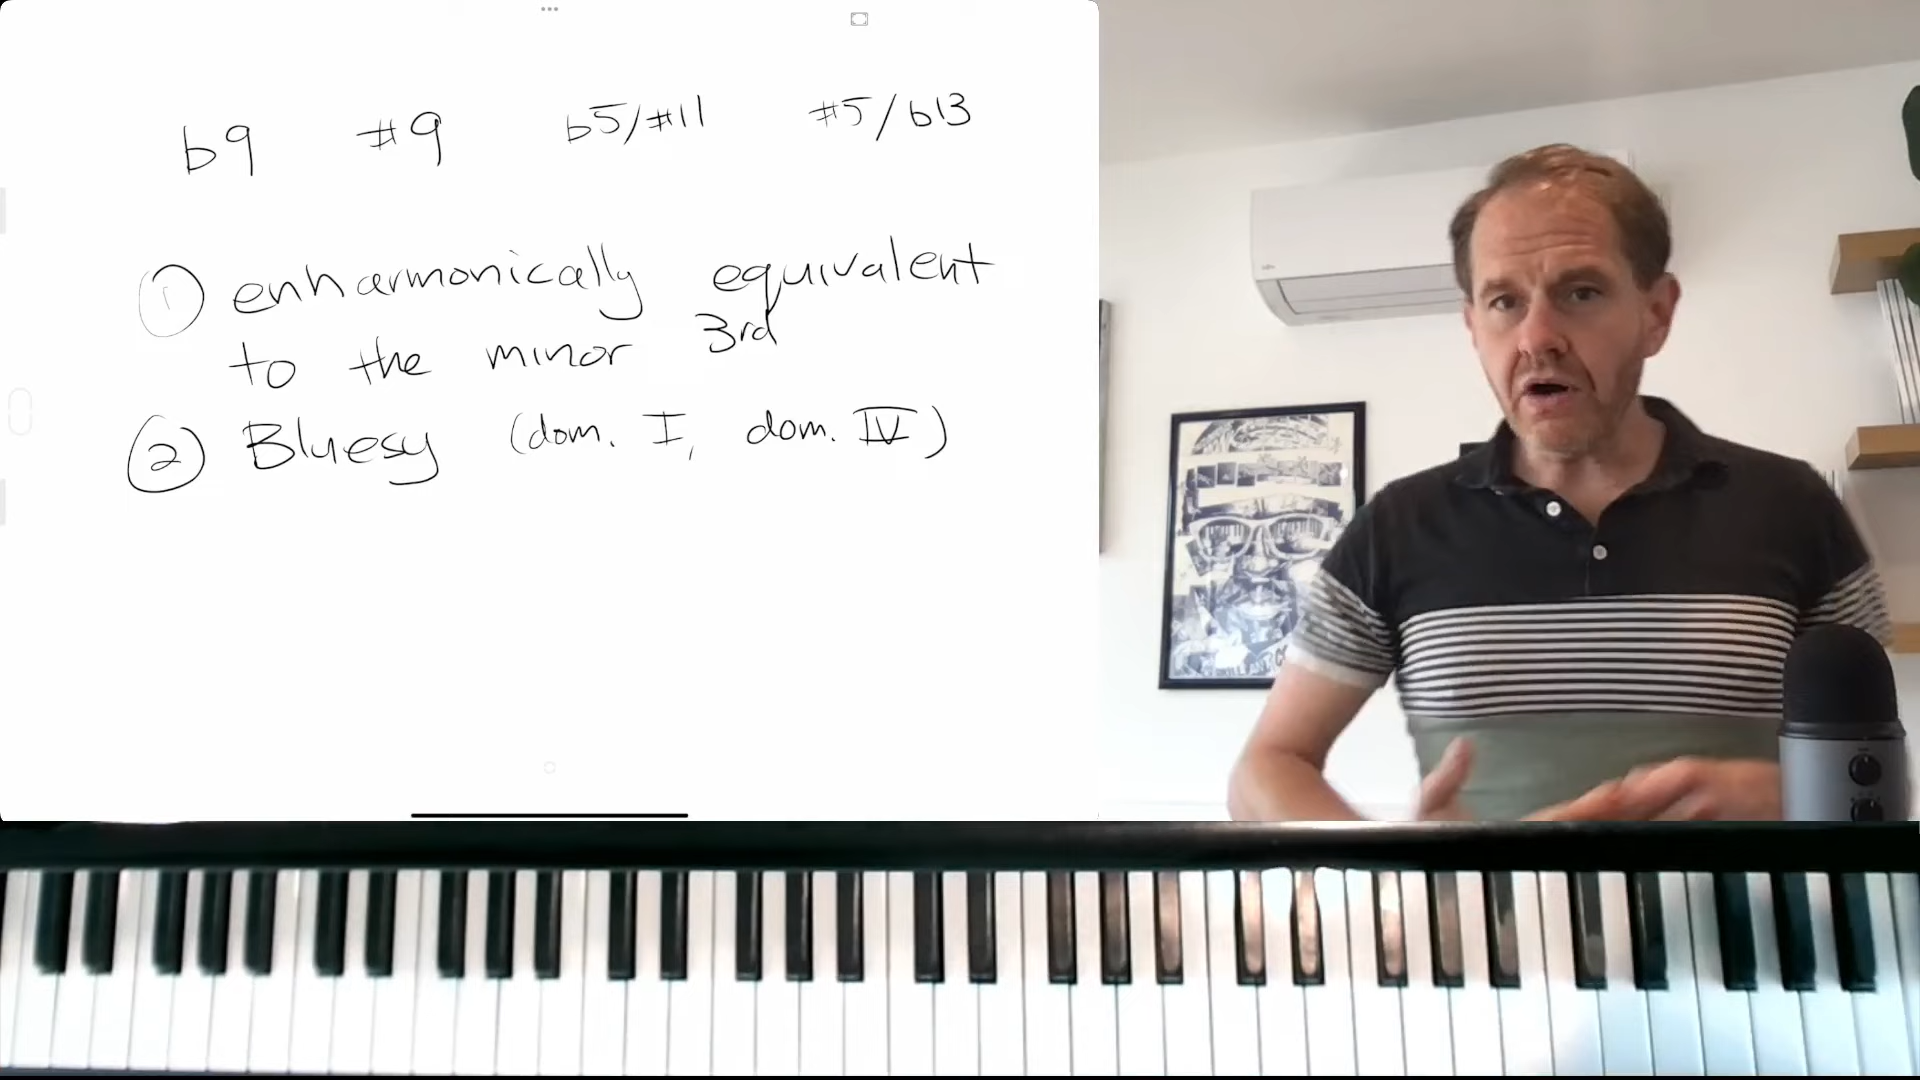 b9 #9 b5/#11 #5/b13
① enharmonically equivalent
to the minor 3rd
② Bluesy (dom. I, dom. IV)